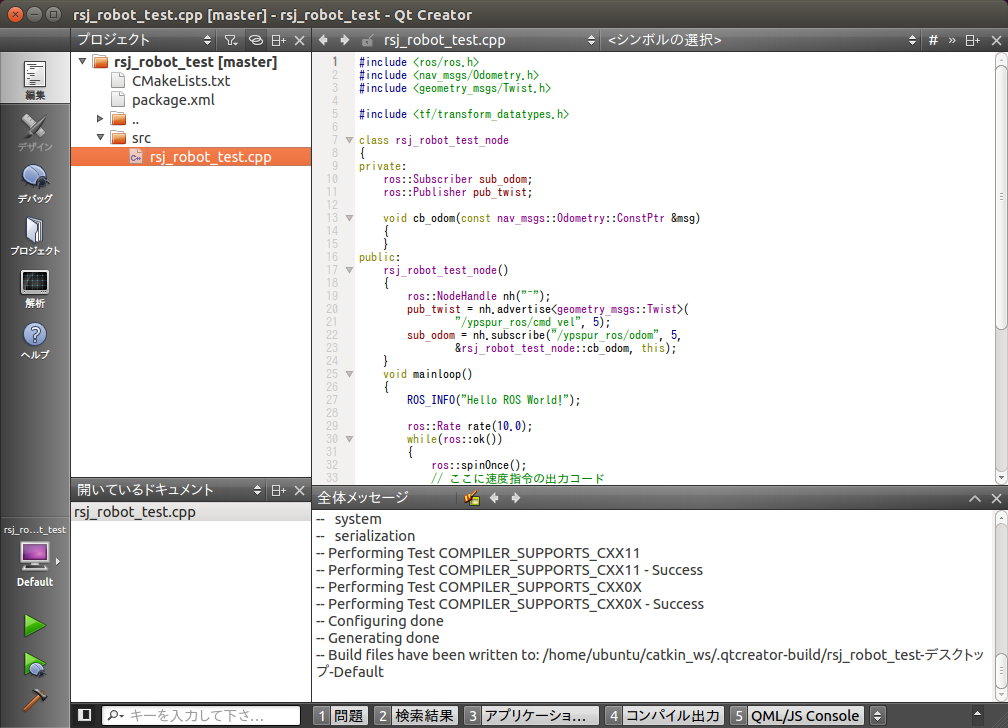 rsj_robot_test.cpp [master] - rsj_robot_test - Qt Creator
プロジェクト
rsj_robot_test.cpp
<シンボルの選択>
#
»
編集
デザイン
デバッグ
プロジェクト
解析
ヘルプ
rsj_robot_test [master]
CMakeLists.txt
package.xml
..
src
rsj_robot_test.cpp
1 #include <ros/ros.h>
2 #include <nav_msgs/Odometry.h>
3 #include <geometry_msgs/Twist.h>
4
5 #include <tf/transform_datatypes.h>
6
7 class rsj_robot_test_node
8 {
9 private:
10 ros::Subscriber sub_odom;
11 ros::Publisher pub_twist;
12
13 void cb_odom(const nav_msgs::Odometry::ConstPtr &msg)
14 {
15 }
16 public:
17 rsj_robot_test_node()
18 {
19 ros::NodeHandle nh("~");
20 pub_twist = nh.advertise<geometry_msgs::Twist>(
21 "/ypspur_ros/cmd_vel", 5);
22 sub_odom = nh.subscribe("/ypspur_ros/odom", 5,
23 &rsj_robot_test_node::cb_odom, this);
24 }
25 void mainloop()
26 {
27 ROS_INFO("Hello ROS World!");
28
29 ros::Rate rate(10.0);
30 while(ros::ok())
31 {
32 ros::spinOnce();
33 // ここに速度指令の出力コード
開いているドキュメント
rsj_robot_test.cpp
全体メッセージ
-- system
-- serialization
-- Performing Test COMPILER_SUPPORTS_CXX11
-- Performing Test COMPILER_SUPPORTS_CXX11 - Success
-- Performing Test COMPILER_SUPPORTS_CXX0X
-- Performing Test COMPILER_SUPPORTS_CXX0X - Success
-- Configuring done
-- Generating done
-- Build files have been written to: /home/ubuntu/catkin_ws/.qtcreator-build/rsj_robot_test-デスクトッ
プ-Default
rsj_ro...t_test
Default
キーを入力して下さ...
1 問題
2 検索結果
3 アプリケーショ...
4 コンパイル出力
5 QML/JS Console